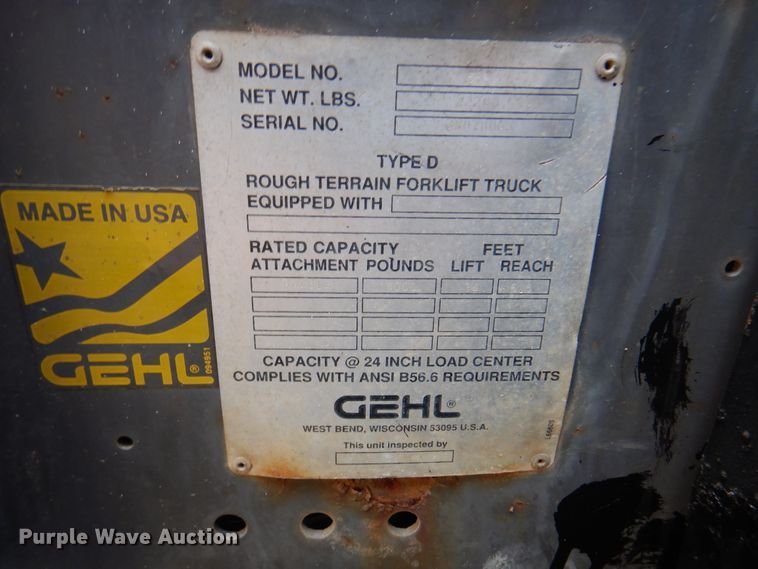 MODEL NO.
NET WT. LBS.
SERIAL NO.
TYPE D
ROUGH TERRAIN FORKLIFT TRUCK
EQUIPPED WITH
RATED CAPACITY FEET
ATTACHMENT POUNDS LIFT REACH
CAPACITY @ 24 INCH LOAD CENTER
COMPLIES WITH ANSI B56.6 REQUIREMENTS
GEHL®
WEST BEND, WISCONSIN 53095 U.S.A.
This unit inspected by
MADE IN USA
GEHL®
094951
Purple Wave Auction